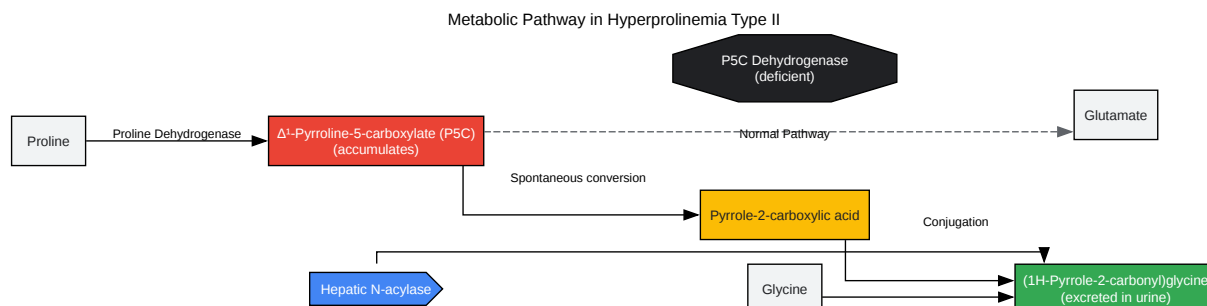 Metabolic Pathway in Hyperprolinemia Type II
P5C Dehydrogenase
(deficient)
Glutamate
Proline
Proline Dehydrogenase
Δ¹-Pyrroline-5-carboxylate (P5C)
(accumulates)
Normal Pathway
Spontaneous conversion
Pyrrole-2-carboxylic acid
Conjugation
Hepatic N-acylase
Glycine
(1H-Pyrrole-2-carbonyl)glycine
(excreted in urine)